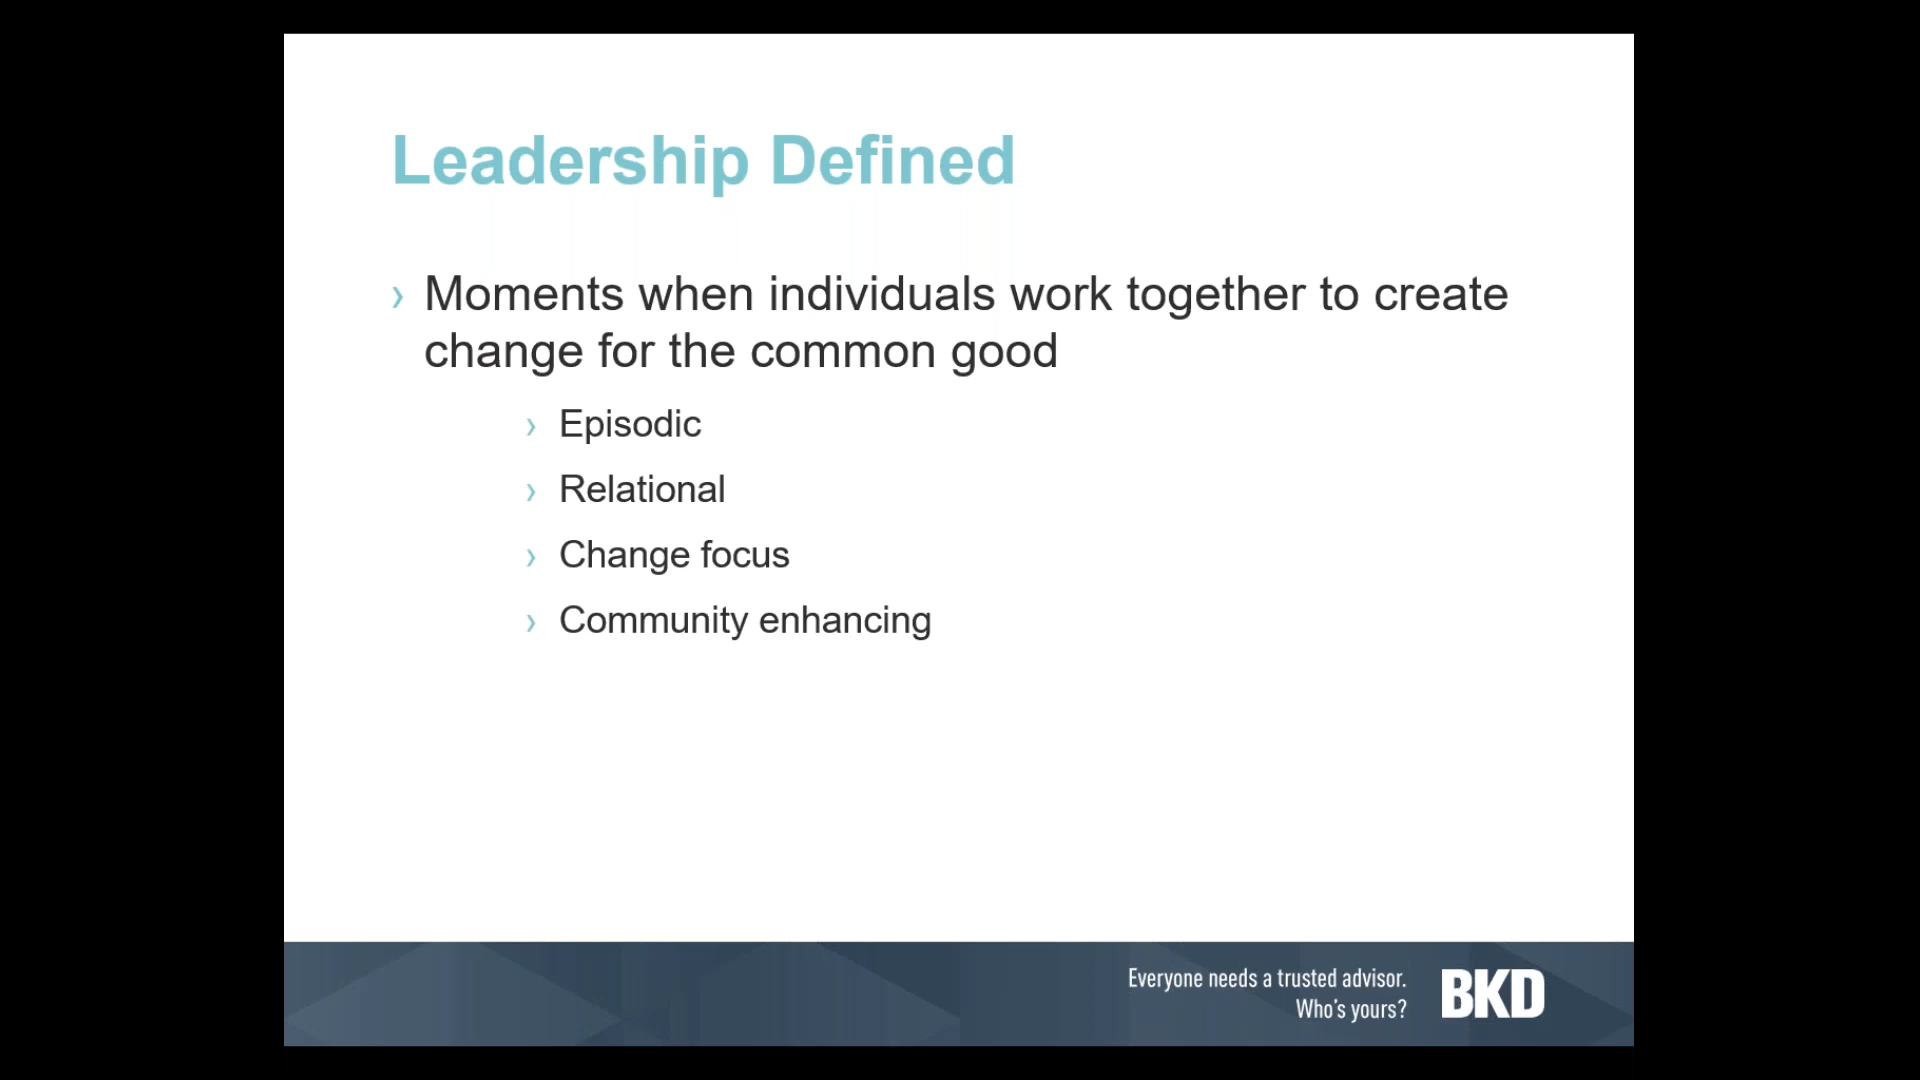 Leadership Defined
› Moments when individuals work together to create
change for the common good
› Episodic
› Relational
› Change focus
› Community enhancing
Everyone needs a trusted advisor.
Who's yours?
BKD